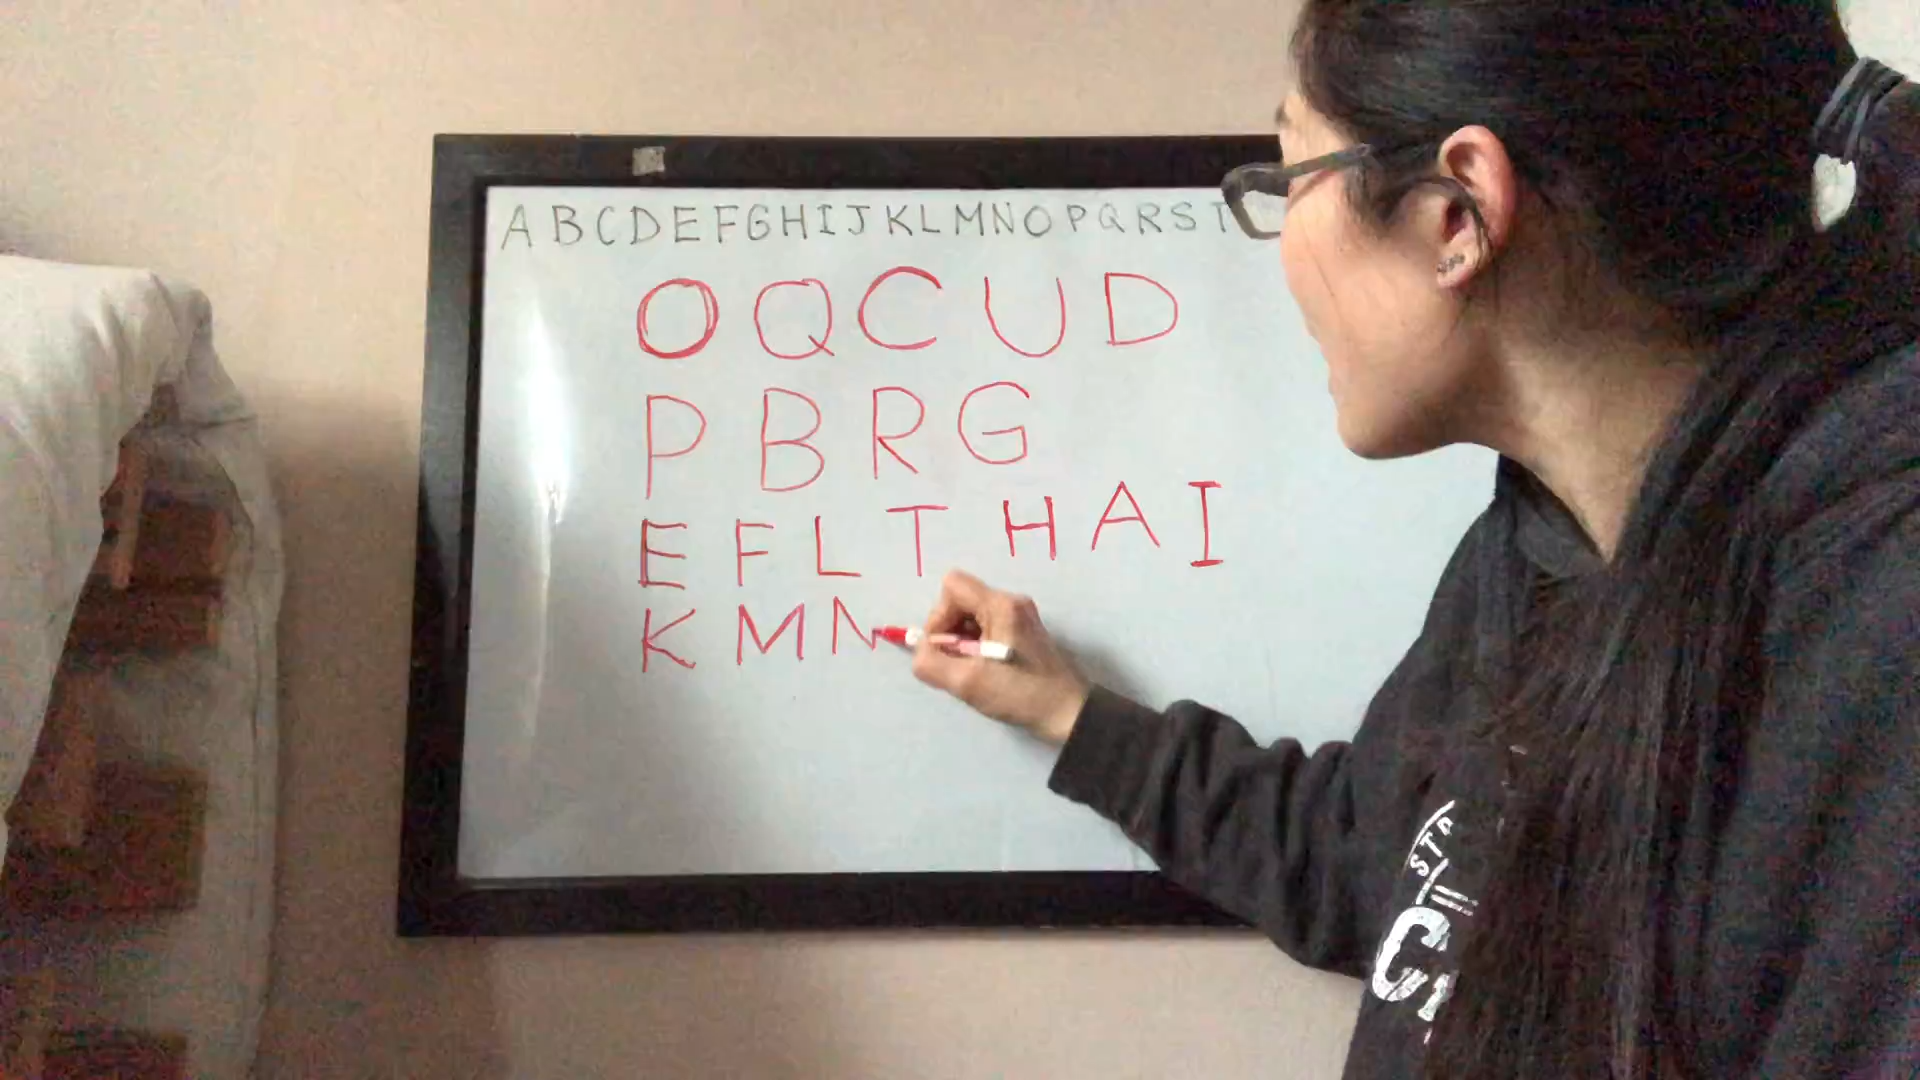 A B C D E F G H I J K L M N O P Q R S T
O Q C U D
P B R G
E F L T H A I
K M N